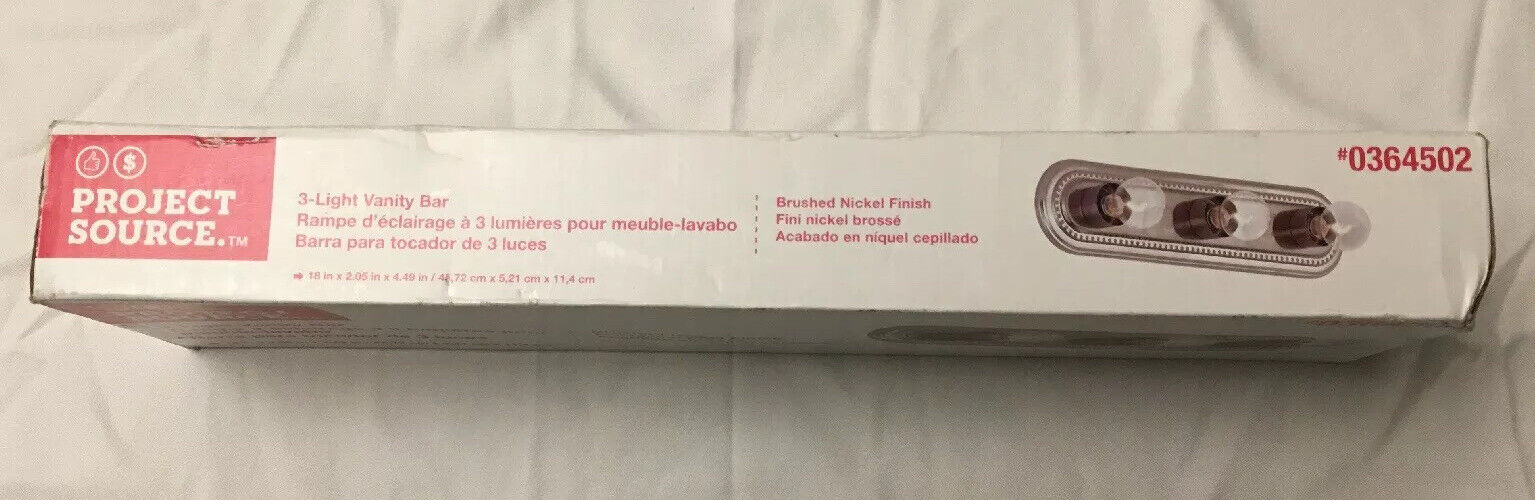 $
PROJECT
SOURCE.TM
3-Light Vanity Bar
Rampe d'éclairage à 3 lumières pour meuble-lavabo
Barra para tocador de 3 luces
18 in x 2.05 in x 4.49 in / 45,72 cm x 5,21 cm x 11,4 cm
Brushed Nickel Finish
Fini nickel brossé
Acabado en níquel cepillado
#0364502